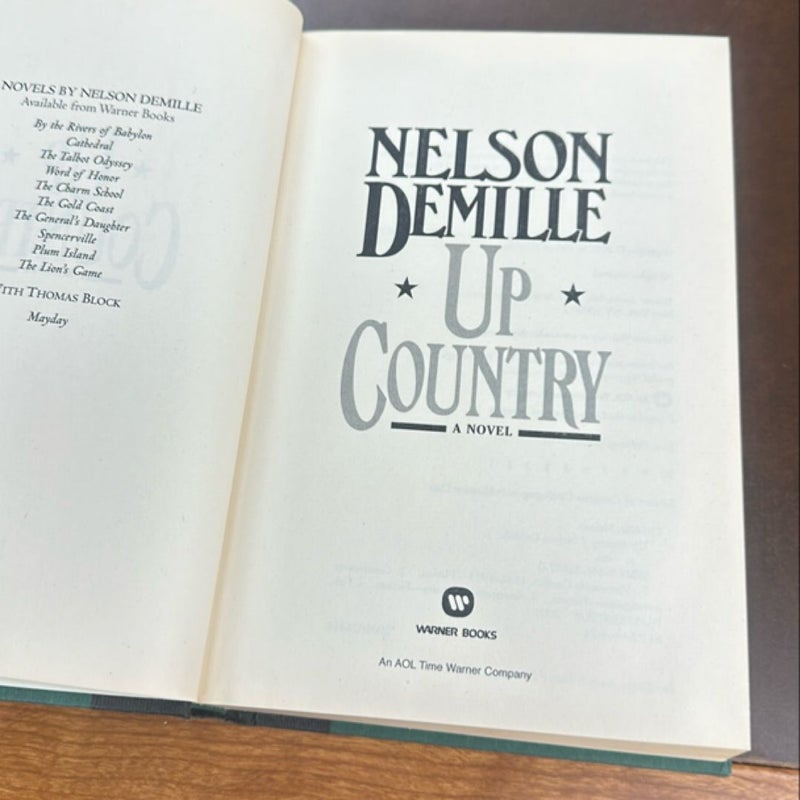 NOVELS BY NELSON DEMILLE
Available from Warner Books
By the Rivers of Babylon
Cathedral
The Talbot Odyssey
Word of Honor
The Charm School
The Gold Coast
The General's Daughter
Spencerville
Plum Island
The Lion's Game
WITH THOMAS BLOCK
Mayday
NELSON
DEMILLE
UP
COUNTRY
A NOVEL
WARNER BOOKS
An AOL Time Warner Company